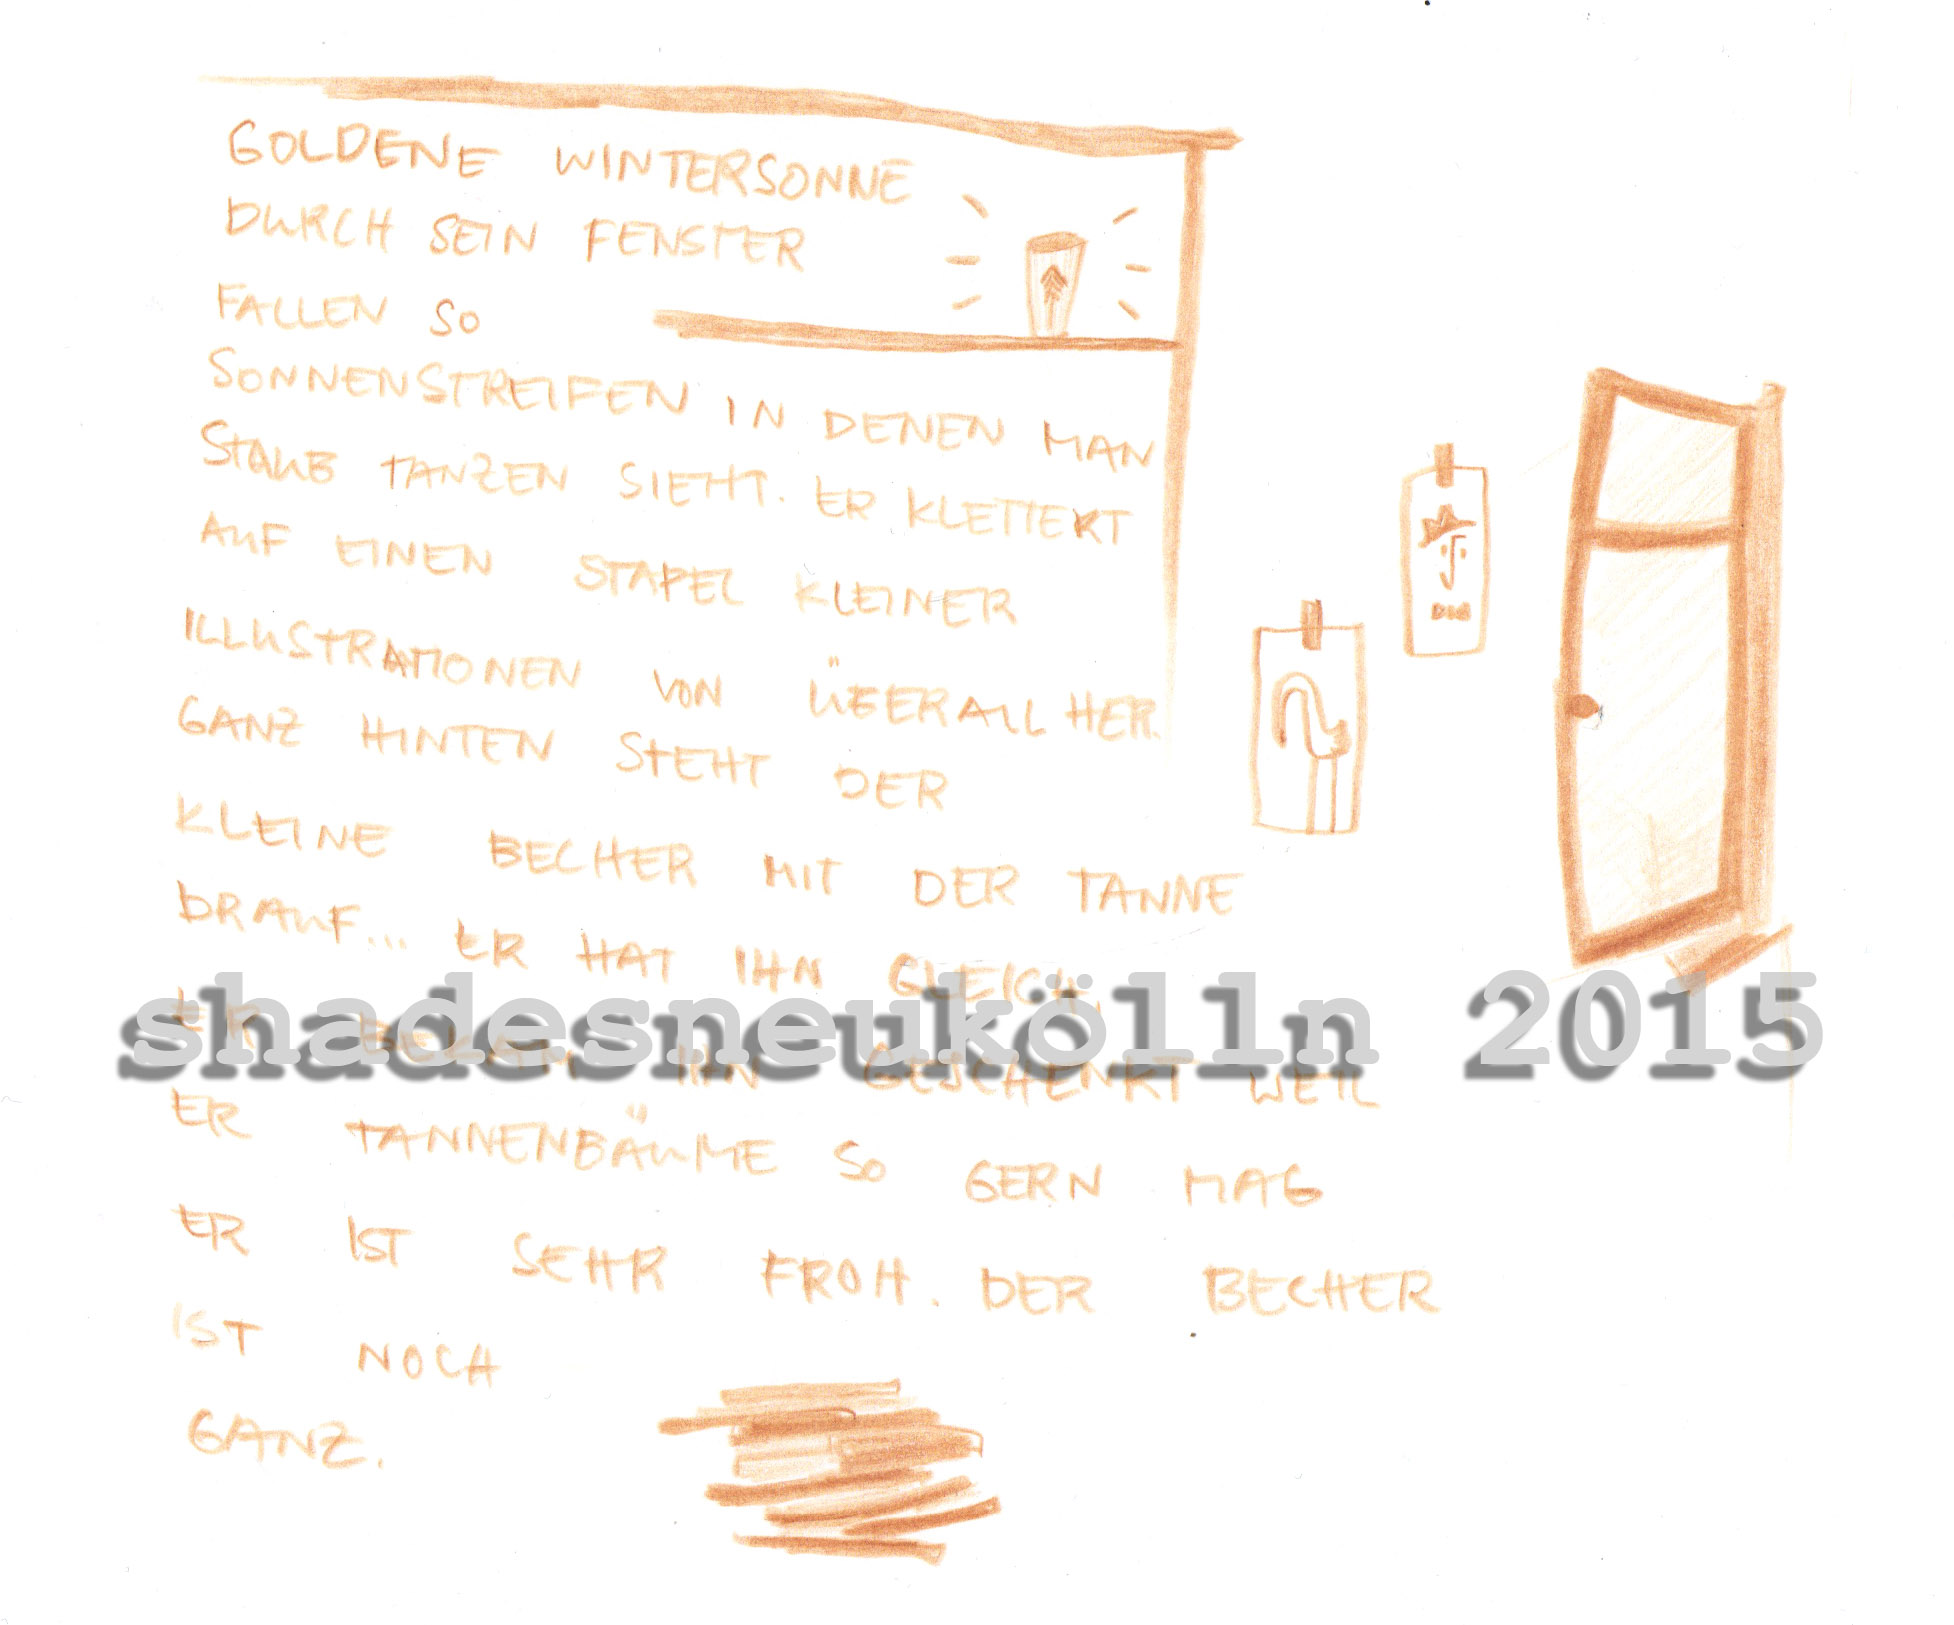 GOLDENE WINTERSONNE
DURCH SEIN FENSTER
FALLEN SO
SONNENSTREIFEN IN DENEN MAN
STAUB TANZEN SIEHT. ER KLETTERT
AUF EINEN STAPEL KLEINER
ILLUSTRATIONEN VON ÜBERALL HER.
GANZ HINTEN STEHT DER
KLEINE BECHER MIT DER TANNE
DRAUF... ER HAT IHN GLEICH.
ER BEKAM IHN GESCHENKT WEIL
shadesneukölln 2015
ER TANNENBÄUME SO GERN MAG
ER IST SEHR FROH. DER BECHER
IST NOCH
GANZ.